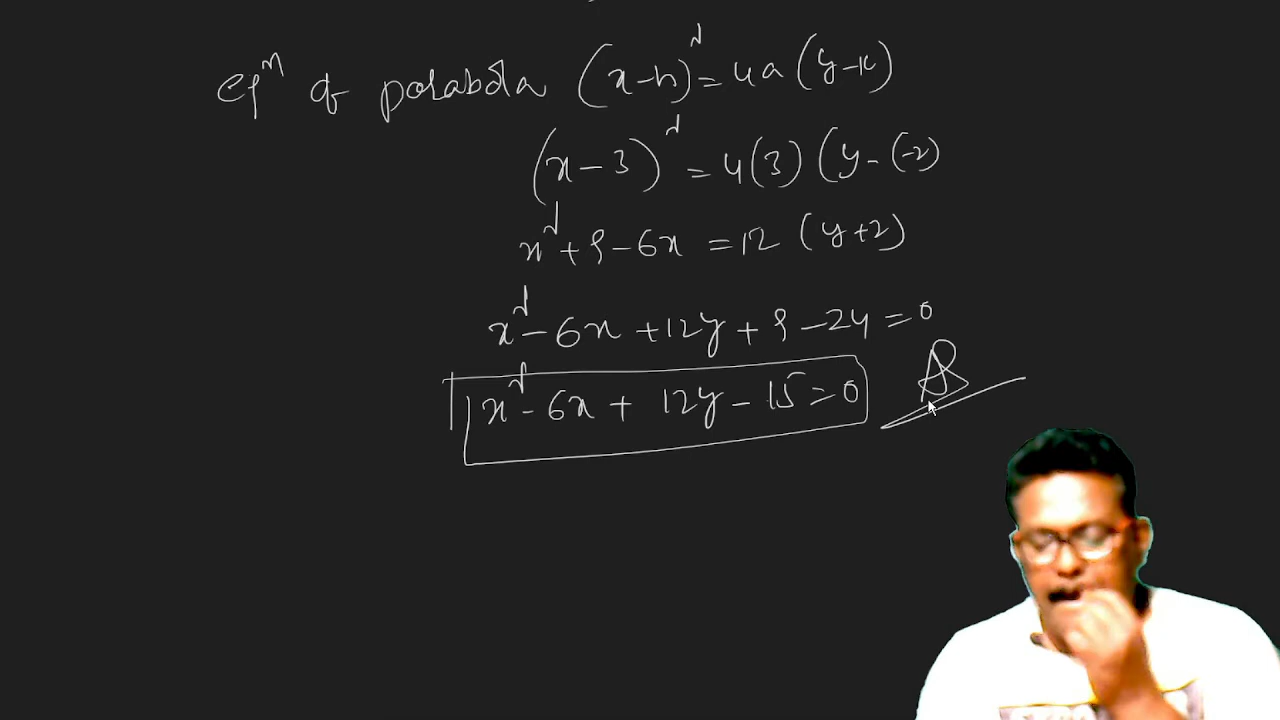 eqⁿ of parabola (x-h)² = 4a (y-k)
(x-3)² = 4(3) (y-(-2)
x² + 9 - 6x = 12 (y+2)
x² - 6x + 12y + 9 - 24 = 0
x² - 6x + 12y - 15 = 0